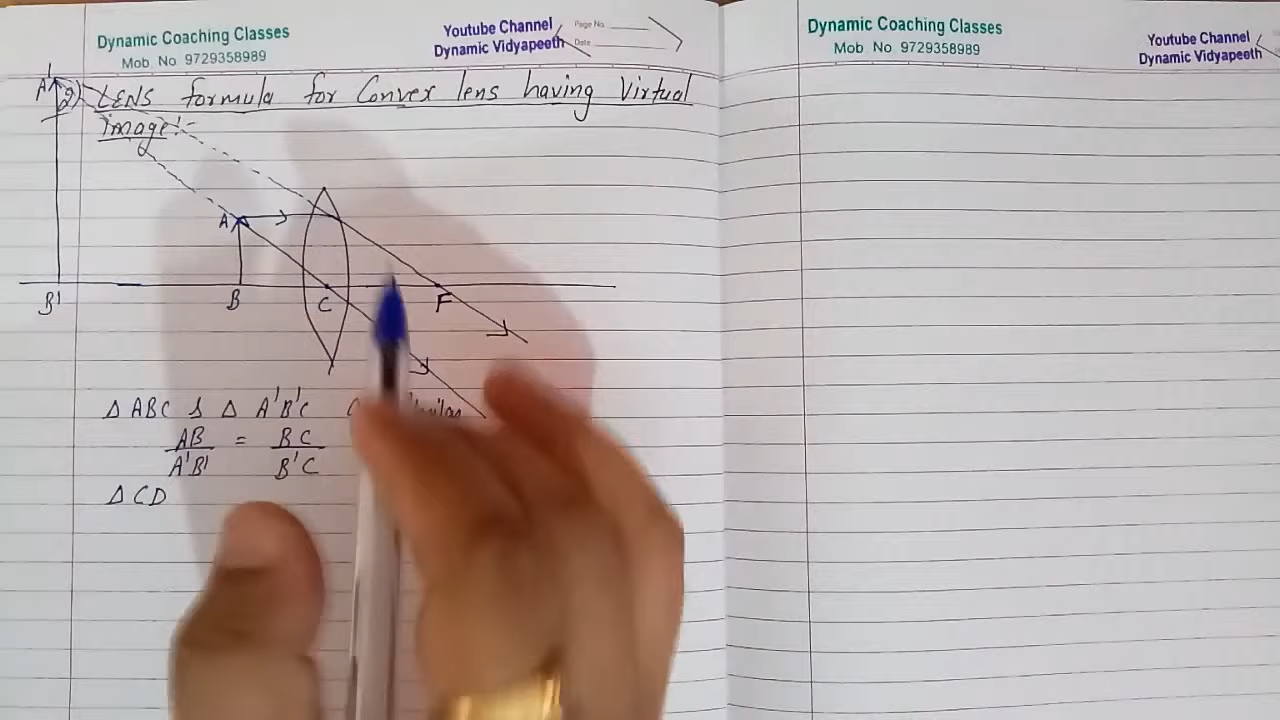 Dynamic Coaching Classes
Mob No 9729358989
Youtube Channel
Dynamic Vidyapeeth
Page No.
Date
2) LENS formula for Convex lens having Virtual
image:-
A'
A
B'
B
C
F
Δ ABC & Δ A'B'C
AB = BC
A'B' B'C
Δ CD
Dynamic Coaching Classes
Mob No 9729358989
Youtube Channel
Dynamic Vidyapeeth